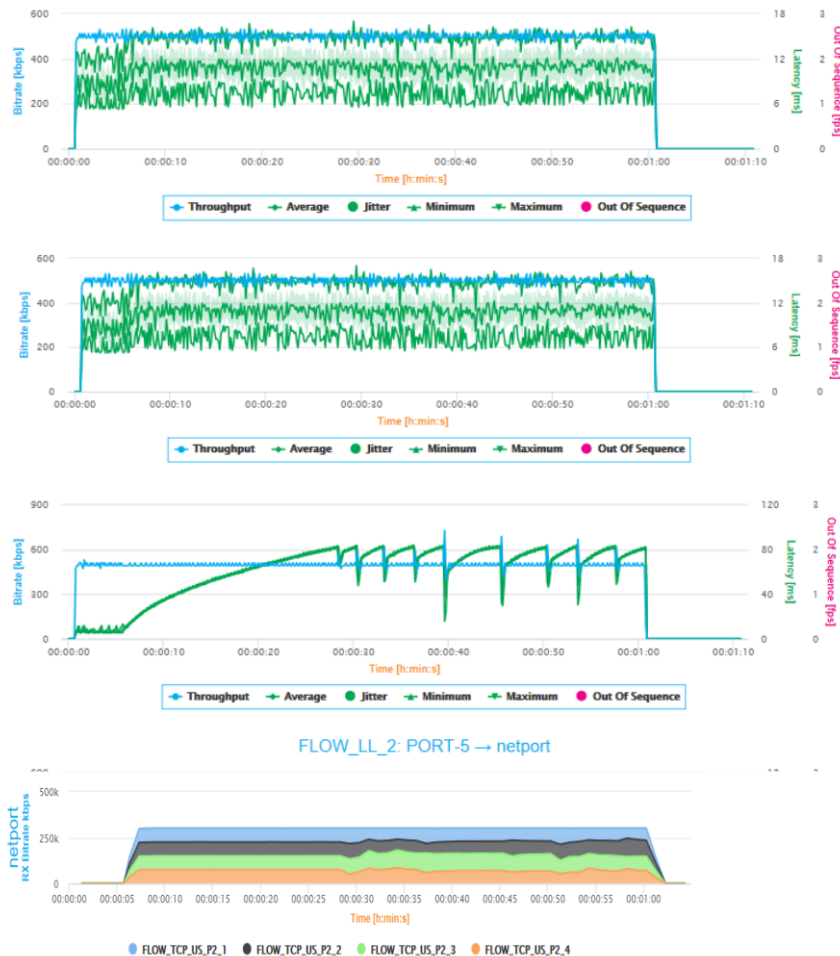 600 18 3
400 12 2
200 6 1
0 0 0
Bitrate [kbps]
Latency [ms]
Out Of Sequence [fps]
00:00:00 00:00:10 00:00:20 00:00:30 00:00:40 00:00:50 00:01:00 00:01:10
Time [h:min:s]
Throughput Average Jitter Minimum Maximum Out Of Sequence
600 18 3
400 12 2
200 6 1
0 0 0
Bitrate [kbps]
Latency [ms]
Out Of Sequence [fps]
00:00:00 00:00:10 00:00:20 00:00:30 00:00:40 00:00:50 00:01:00 00:01:10
Time [h:min:s]
Throughput Average Jitter Minimum Maximum Out Of Sequence
900 120 3
600 80 2
300 40 1
0 0 0
Bitrate [kbps]
Latency [ms]
Out Of Sequence [fps]
00:00:00 00:00:10 00:00:20 00:00:30 00:00:40 00:00:50 00:01:00 00:01:10
Time [h:min:s]
Throughput Average Jitter Minimum Maximum Out Of Sequence
FLOW_LL_2: PORT-5 → netport
500k
250k
0
netport
RX Bitrate kbps
00:00:00 00:00:05 00:00:10 00:00:15 00:00:20 00:00:25 00:00:30 00:00:35 00:00:40 00:00:45 00:00:50 00:00:55 00:01:00
Time [h:min:s]
FLOW_TCP_US_P2_1 FLOW_TCP_US_P2_2 FLOW_TCP_US_P2_3 FLOW_TCP_US_P2_4